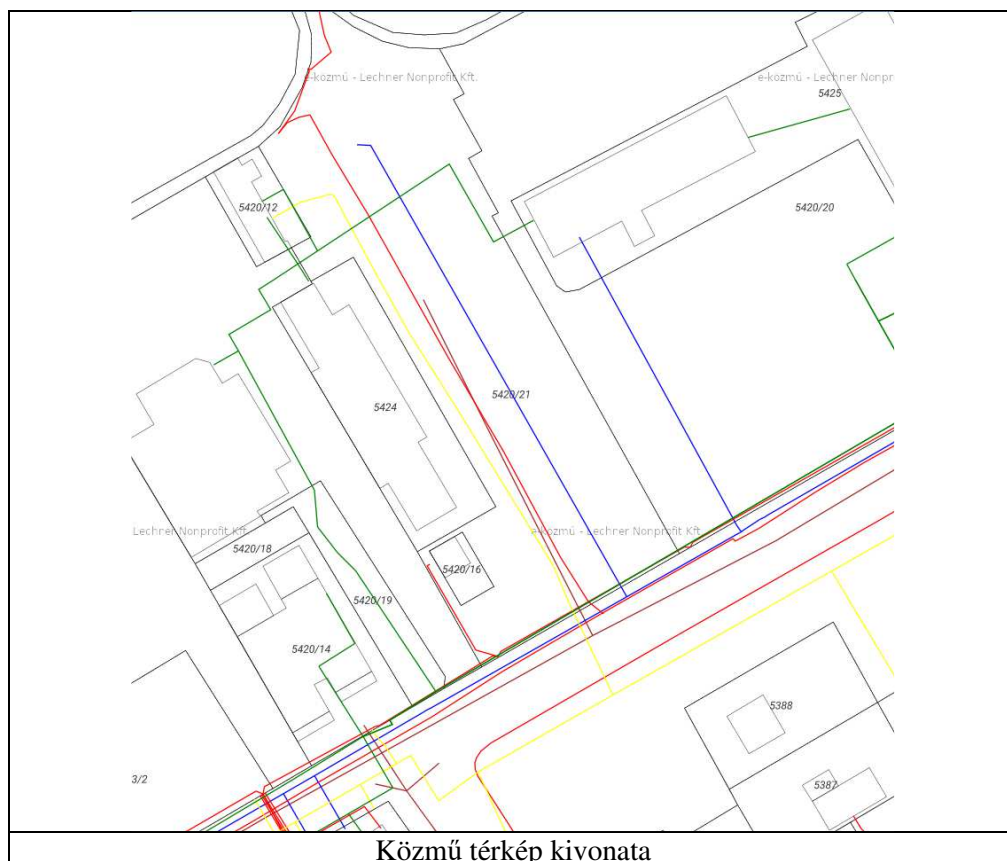 e-közmű - Lechner Nonprofit Kft.
e-közmű - Lechner Nonpr
5425
5420/12
5420/20
5420/21
5424
Lechner Nonprofit Kft.
e-közmű - Lechner Nonprofit Kft.
5420/18
5420/16
5420/19
5420/14
5388
3/2
5387
Közmű térkép kivonata